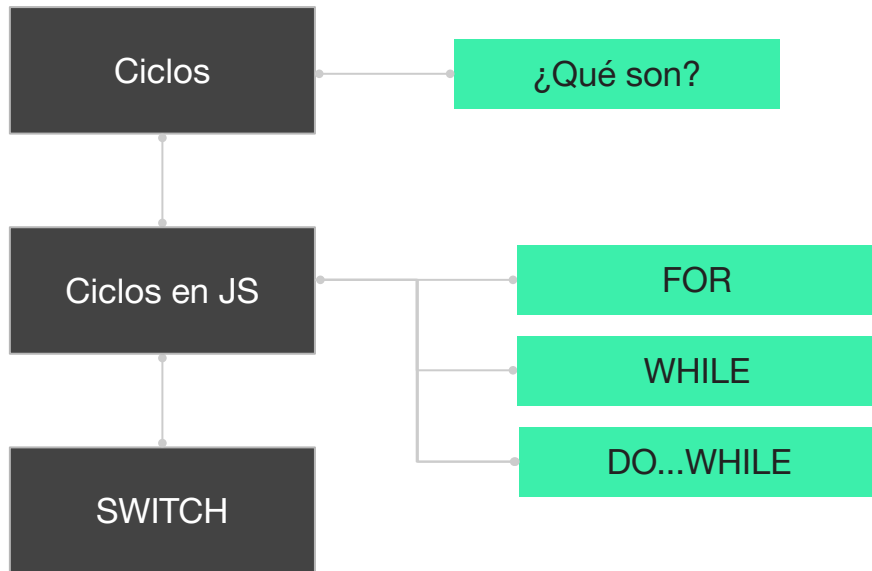 Ciclos
¿Qué son?
Ciclos en JS
FOR
WHILE
DO...WHILE
SWITCH